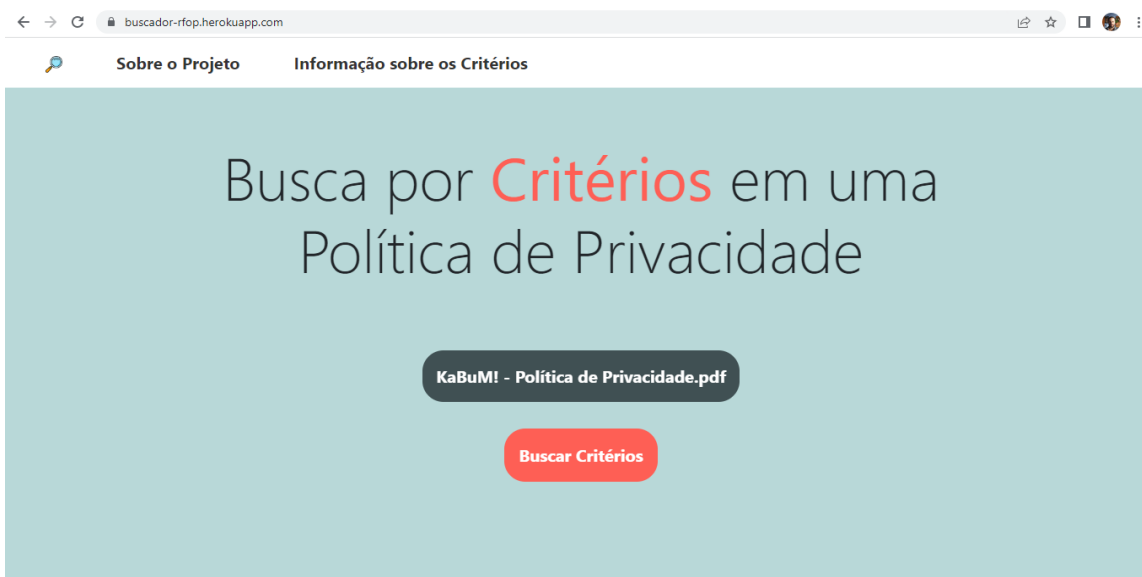 buscador-rfop.herokuapp.com
Sobre o Projeto Informação sobre os Critérios
Busca por Critérios em uma
Política de Privacidade
KaBuM! - Política de Privacidade.pdf
Buscar Critérios